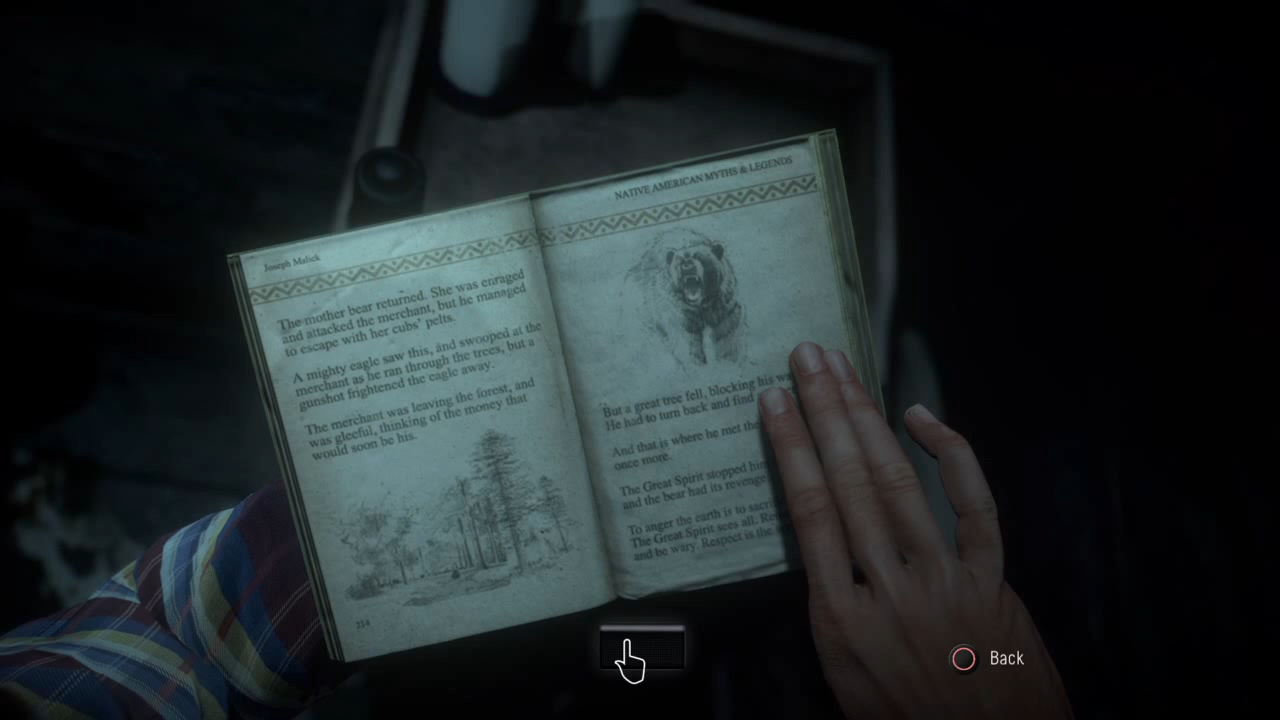 Joseph Malick
The mother bear returned. She was enraged
and attacked the merchant, but he managed
to escape with her cubs' pelts.
A mighty eagle saw this, and swooped at the
merchant as he ran through the trees, but a
gunshot frightened the eagle away.
The merchant was leaving the forest, and
was gleeful, thinking of the money that
would soon be his.
214
NATIVE AMERICAN MYTHS & LEGENDS
But a great tree fell, blocking his
He had to turn back and find
And that is where he met the
once more.
The Great Spirit stopped him
and the bear had its revenge
To anger the earth is to
The Great Spirit sees all.
and be wary. Respect is the
Back